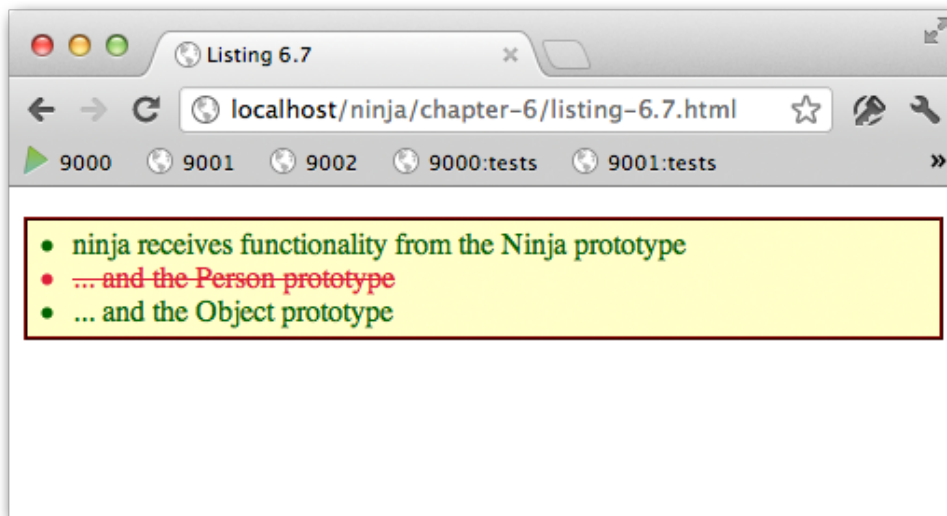 Listing 6.7
localhost/ninja/chapter-6/listing-6.7.html
9000 9001 9002 9000:tests 9001:tests »
ninja receives functionality from the Ninja prototype
... and the Person prototype
... and the Object prototype